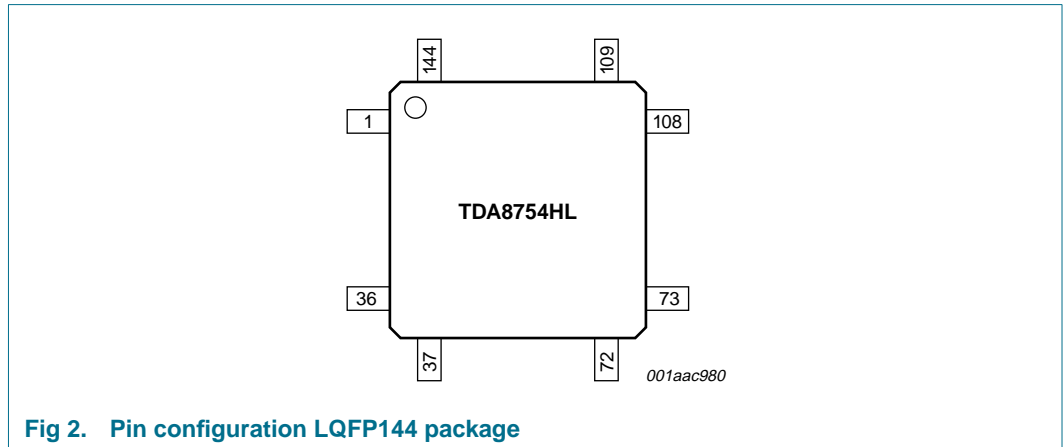 144
109
1
108
TDA8754HL
36
73
37
72
001aac980
Fig 2. Pin configuration LQFP144 package